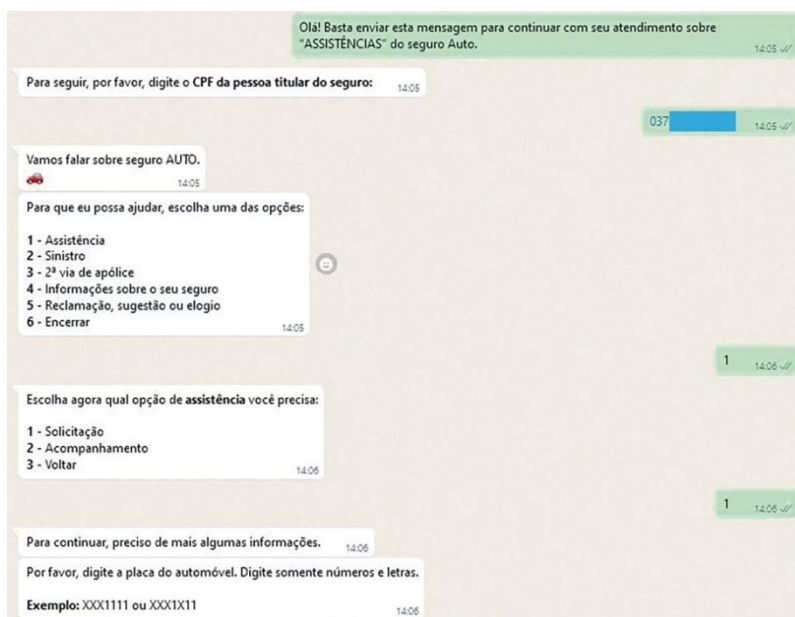 Olá! Basta enviar esta mensagem para continuar com seu atendimento sobre
"ASSISTÊNCIAS" do seguro Auto.
14:05
Para seguir, por favor, digite o CPF da pessoa titular do seguro:
14:05
037
14:05
Vamos falar sobre seguro AUTO.
14:05
Para que eu possa ajudar, escolha uma das opções:
1 - Assistência
2 - Sinistro
3 - 2ª via de apólice
4 - Informações sobre o seu seguro
5 - Reclamação, sugestão ou elogio
6 - Encerrar
14:05
1
14:06
Escolha agora qual opção de assistência você precisa:
1 - Solicitação
2 - Acompanhamento
3 - Voltar
14:06
1
14:06
Para continuar, preciso de mais algumas informações.
14:06
Por favor, digite a placa do automóvel. Digite somente números e letras.
Exemplo: XXX1111 ou XXX1X11
14:06